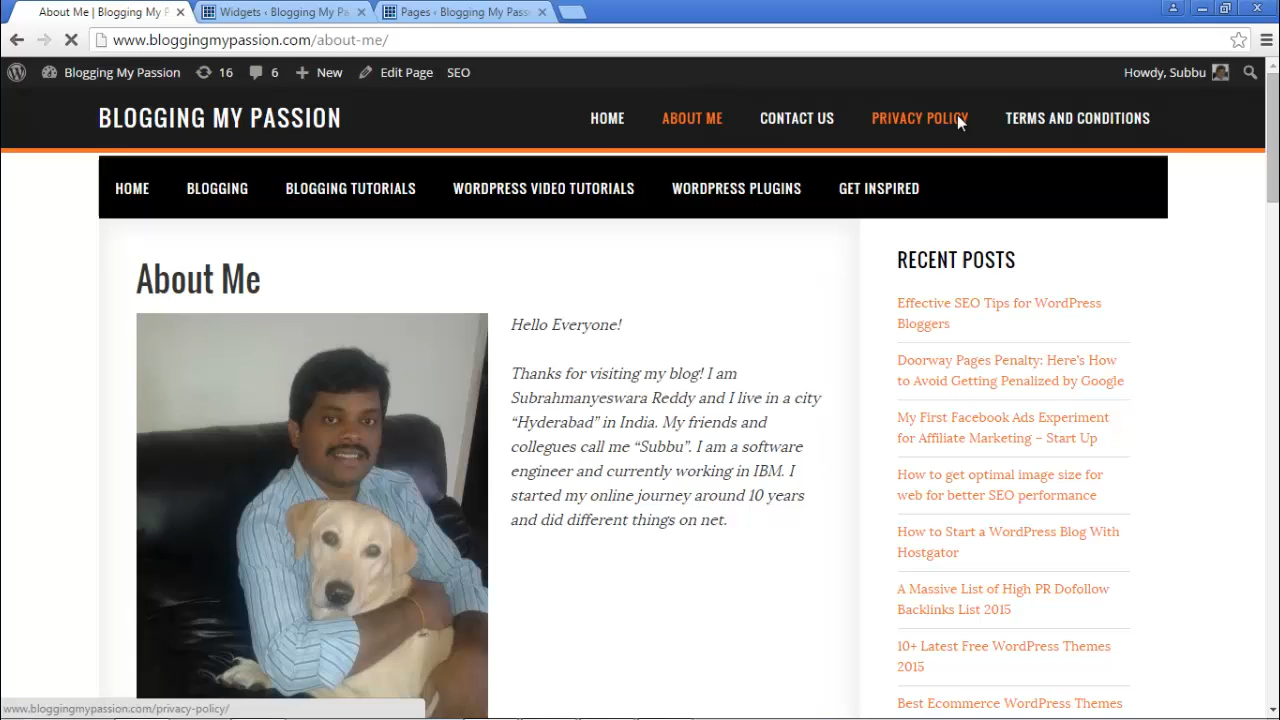 About Me | Blogging My P
Widgets ‹ Blogging My Pa
Pages ‹ Blogging My Pass
www.bloggingmypassion.com/about-me/
Blogging My Passion
16
6
New
Edit Page
SEO
Howdy, Subbu
BLOGGING MY PASSION
HOME
ABOUT ME
CONTACT US
PRIVACY POLICY
TERMS AND CONDITIONS
HOME
BLOGGING
BLOGGING TUTORIALS
WORDPRESS VIDEO TUTORIALS
WORDPRESS PLUGINS
GET INSPIRED
About Me
Hello Everyone!
Thanks for visiting my blog! I am
Subrahmanyeswara Reddy and I live in a city
“Hyderabad” in India. My friends and
collegues call me “Subbu”. I am a software
engineer and currently working in IBM. I
started my online journey around 10 years
and did different things on net.
RECENT POSTS
Effective SEO Tips for WordPress
Bloggers
Doorway Pages Penalty: Here’s How
to Avoid Getting Penalized by Google
My First Facebook Ads Experiment
for Affiliate Marketing – Start Up
How to get optimal image size for
web for better SEO performance
How to Start a WordPress Blog With
Hostgator
A Massive List of High PR Dofollow
Backlinks List 2015
10+ Latest Free WordPress Themes
2015
Best Ecommerce WordPress Themes
www.bloggingmypassion.com/privacy-policy/